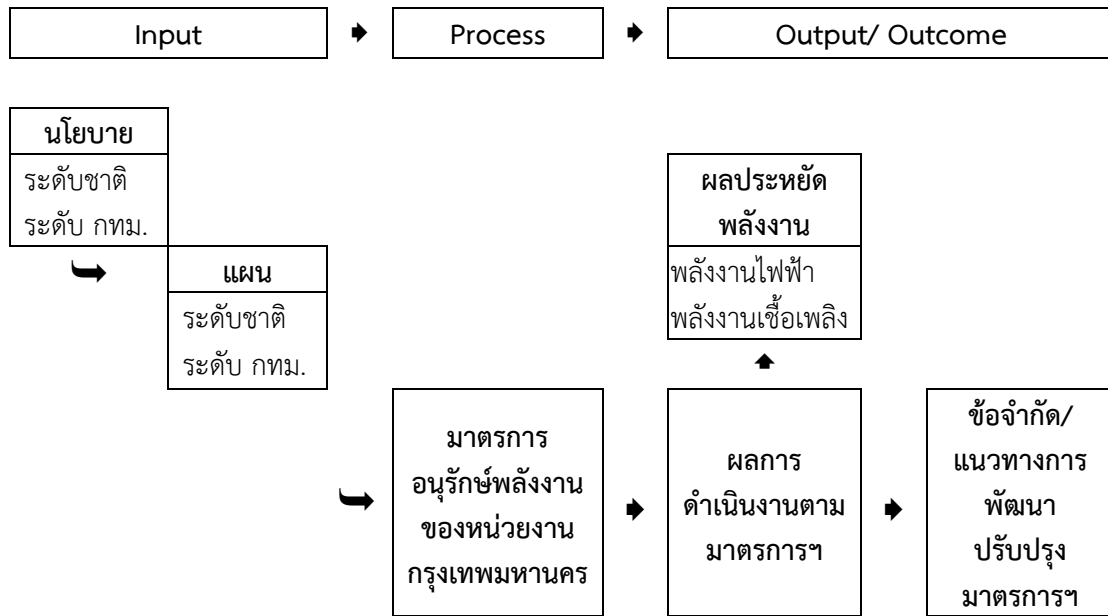 Input
Process
Output/ Outcome
นโยบาย
ระดับชาติ
ระดับ กทม.
แผน
ระดับชาติ
ระดับ กทม.
มาตรการ
อนุรักษ์พลังงาน
ของหน่วยงาน
กรุงเทพมหานคร
ผลประหยัด
พลังงาน
พลังงานไฟฟ้า
พลังงานเชื้อเพลิง
ผลการ
ดำเนินงานตาม
มาตรการฯ
ข้อจำกัด/
แนวทางการ
พัฒนา
ปรับปรุง
มาตรการฯ